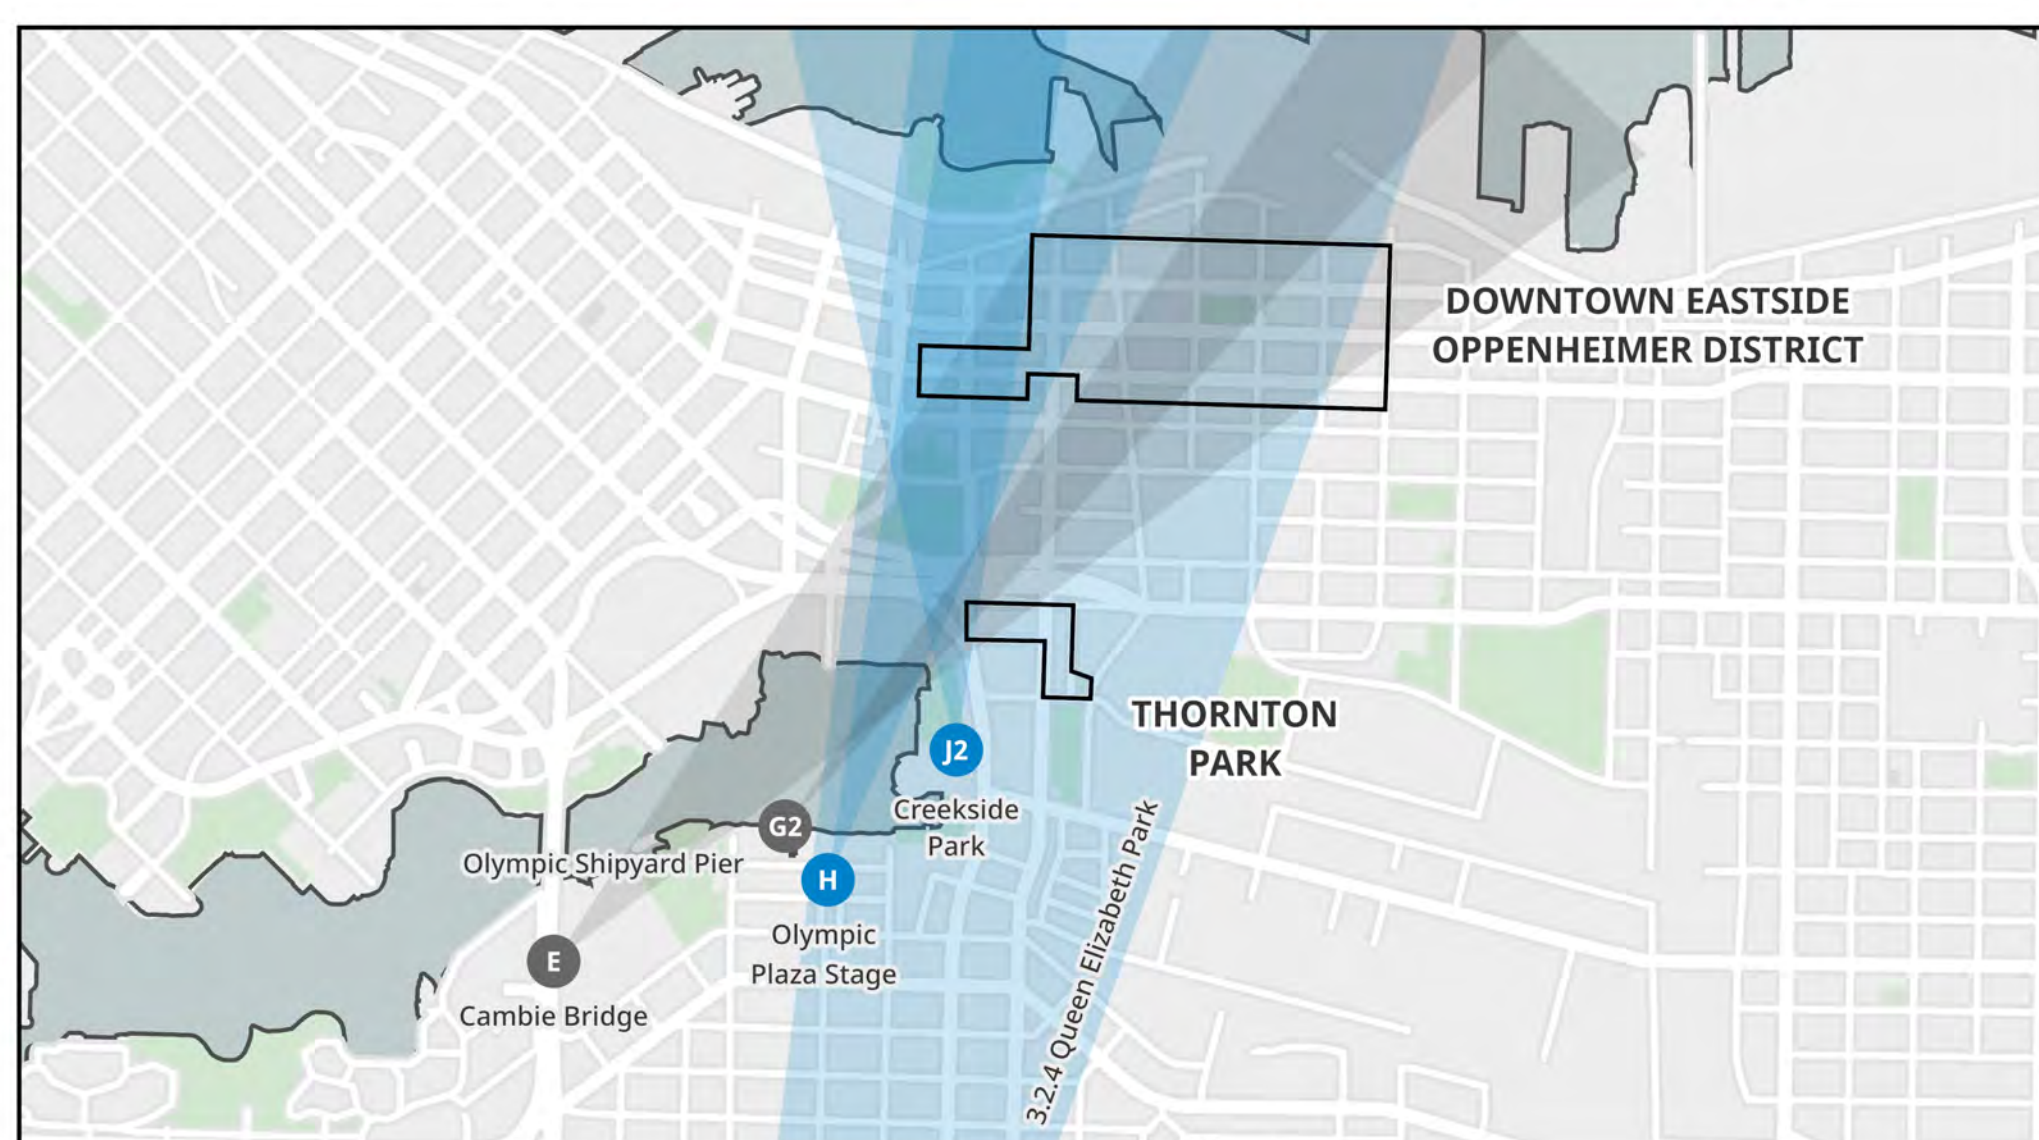 DOWNTOWN EASTSIDE
OPPENHEIMER DISTRICT
THORNTON
PARK
J2
Creekside
Park
G2
Olympic Shipyard Pier
H
Olympic
Plaza Stage
E
Cambie Bridge
3.2.4 Queen Elizabeth Park